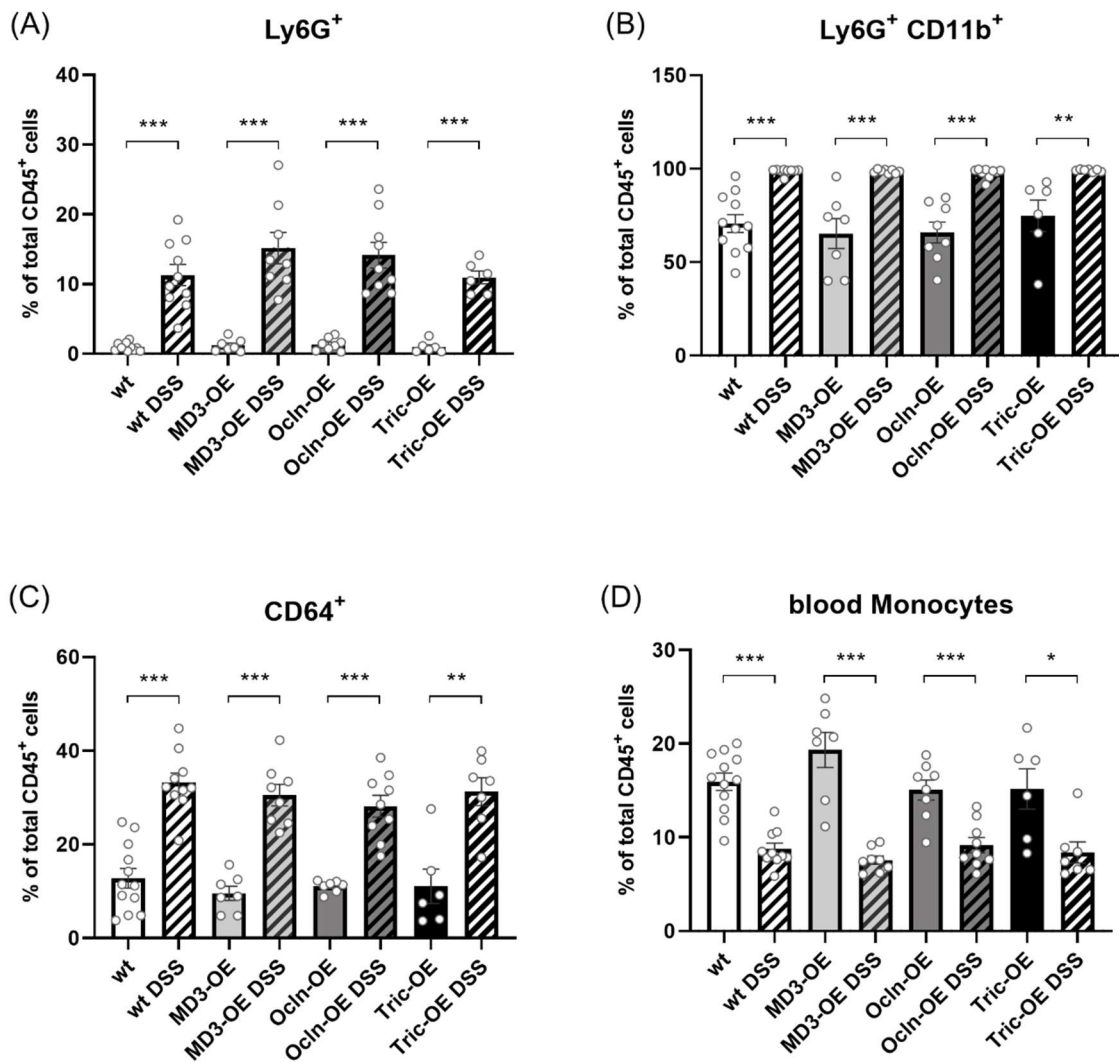 (A)
Ly6G+
% of total CD45+ cells
40
30
20
10
0
***
***
***
***
wt
wt DSS
MD3-OE
MD3-OE DSS
Ocln-OE
Ocln-OE DSS
Tric-OE
Tric-OE DSS
(B)
Ly6G+ CD11b+
% of total CD45+ cells
150
100
50
0
***
***
***
**
wt
wt DSS
MD3-OE
MD3-OE DSS
Ocln-OE
Ocln-OE DSS
Tric-OE
Tric-OE DSS
(C)
CD64+
% of total CD45+ cells
60
40
20
0
***
***
***
**
wt
wt DSS
MD3-OE
MD3-OE DSS
Ocln-OE
Ocln-OE DSS
Tric-OE
Tric-OE DSS
(D)
blood Monocytes
% of total CD45+ cells
30
20
10
0
***
***
***
*
wt
wt DSS
MD3-OE
MD3-OE DSS
Ocln-OE
Ocln-OE DSS
Tric-OE
Tric-OE DSS